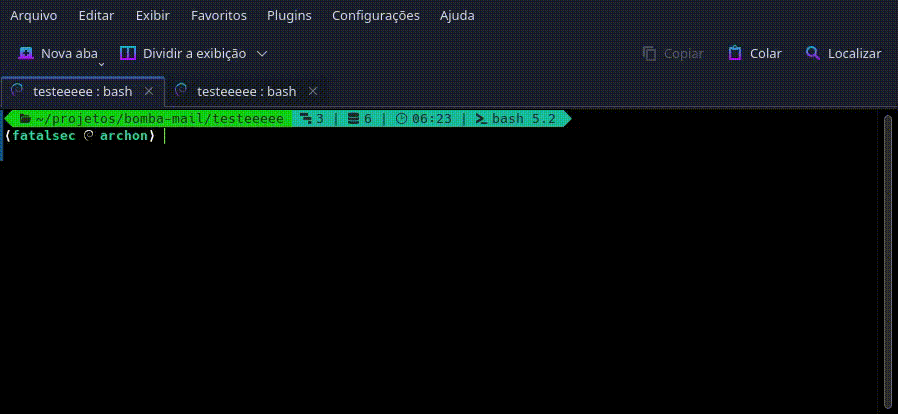 Arquivo Editar Exibir Favoritos Plugins Configurações Ajuda
Nova aba Dividir a exibição Copiar Colar Localizar
testeeeee : bash testeeeee : bash
~/projetos/bomba-mail/testeeeee 3 | 6 | 06:23 | bash 5.2
(fatalsec archon)